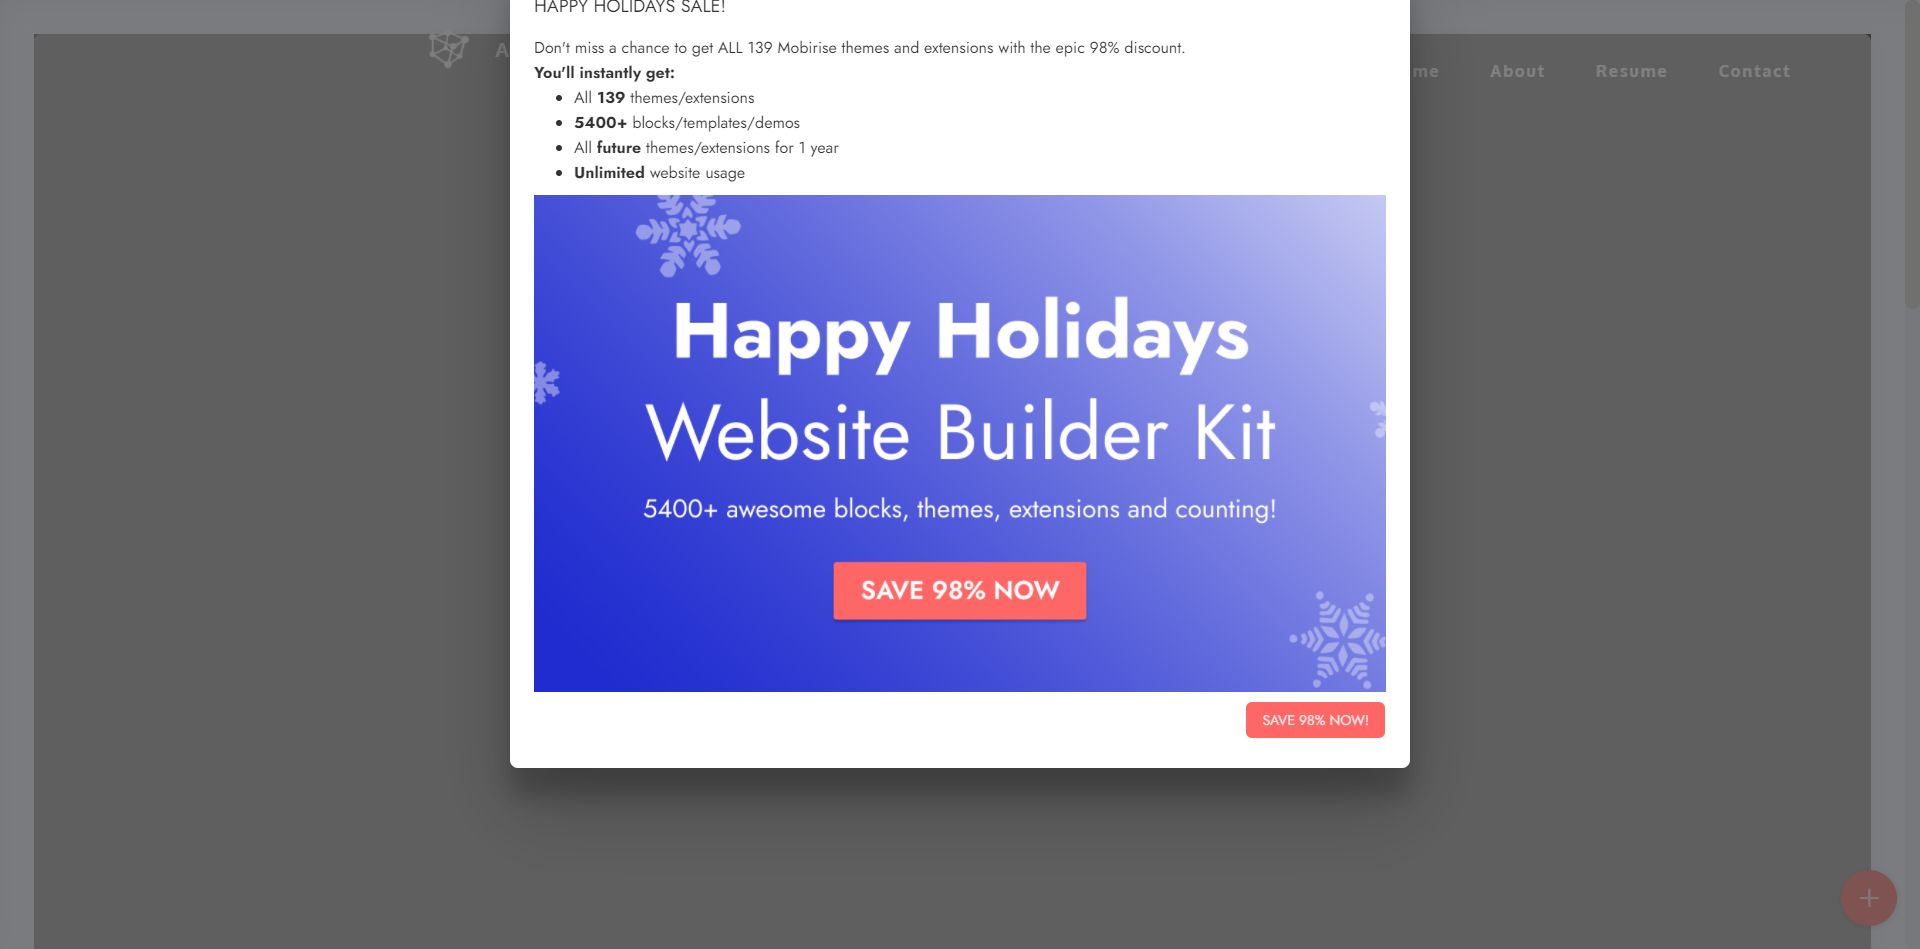 HAPPY HOLIDAYS SALE!
Don't miss a chance to get ALL 139 Mobirise themes and extensions with the epic 98% discount.
You'll instantly get:
All 139 themes/extensions
5400+ blocks/templates/demos
All future themes/extensions for 1 year
Unlimited website usage
Happy Holidays
Website Builder Kit
5400+ awesome blocks, themes, extensions and counting!
SAVE 98% NOW
SAVE 98% NOW!
About Resume Contact